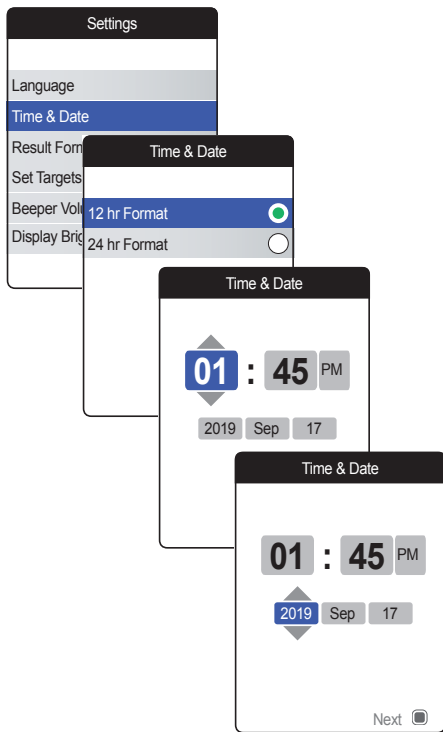 Settings
Language
Time & Date
Result Form
Set Targets
Beeper Volu
Display Brig
Time & Date
12 hr Format
24 hr Format
Time & Date
01 : 45 PM
2019 Sep 17
Time & Date
01 : 45 PM
2019 Sep 17
Next